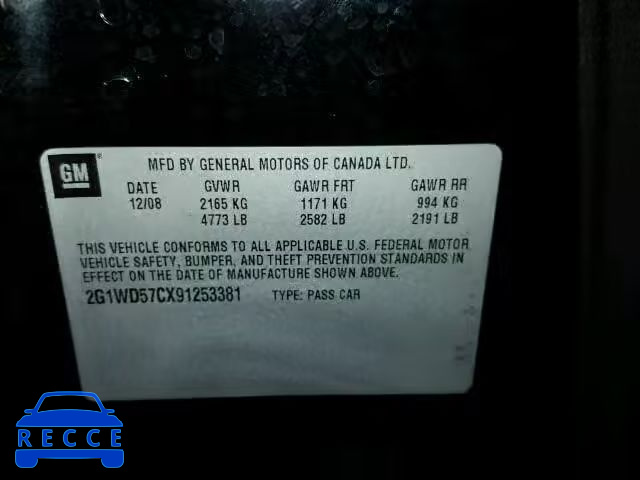 GM
MFD BY GENERAL MOTORS OF CANADA LTD.
DATE GVWR GAWR FRT GAWR RR
12/08 2165 KG 1171 KG 994 KG
4773 LB 2582 LB 2191 LB
THIS VEHICLE CONFORMS TO ALL APPLICABLE U.S. FEDERAL MOTOR
VEHICLE SAFETY, BUMPER, AND THEFT PREVENTION STANDARDS IN
EFFECT ON THE DATE OF MANUFACTURE SHOWN ABOVE.
2G1WD57CX91253381 TYPE: PASS CAR
RECCE